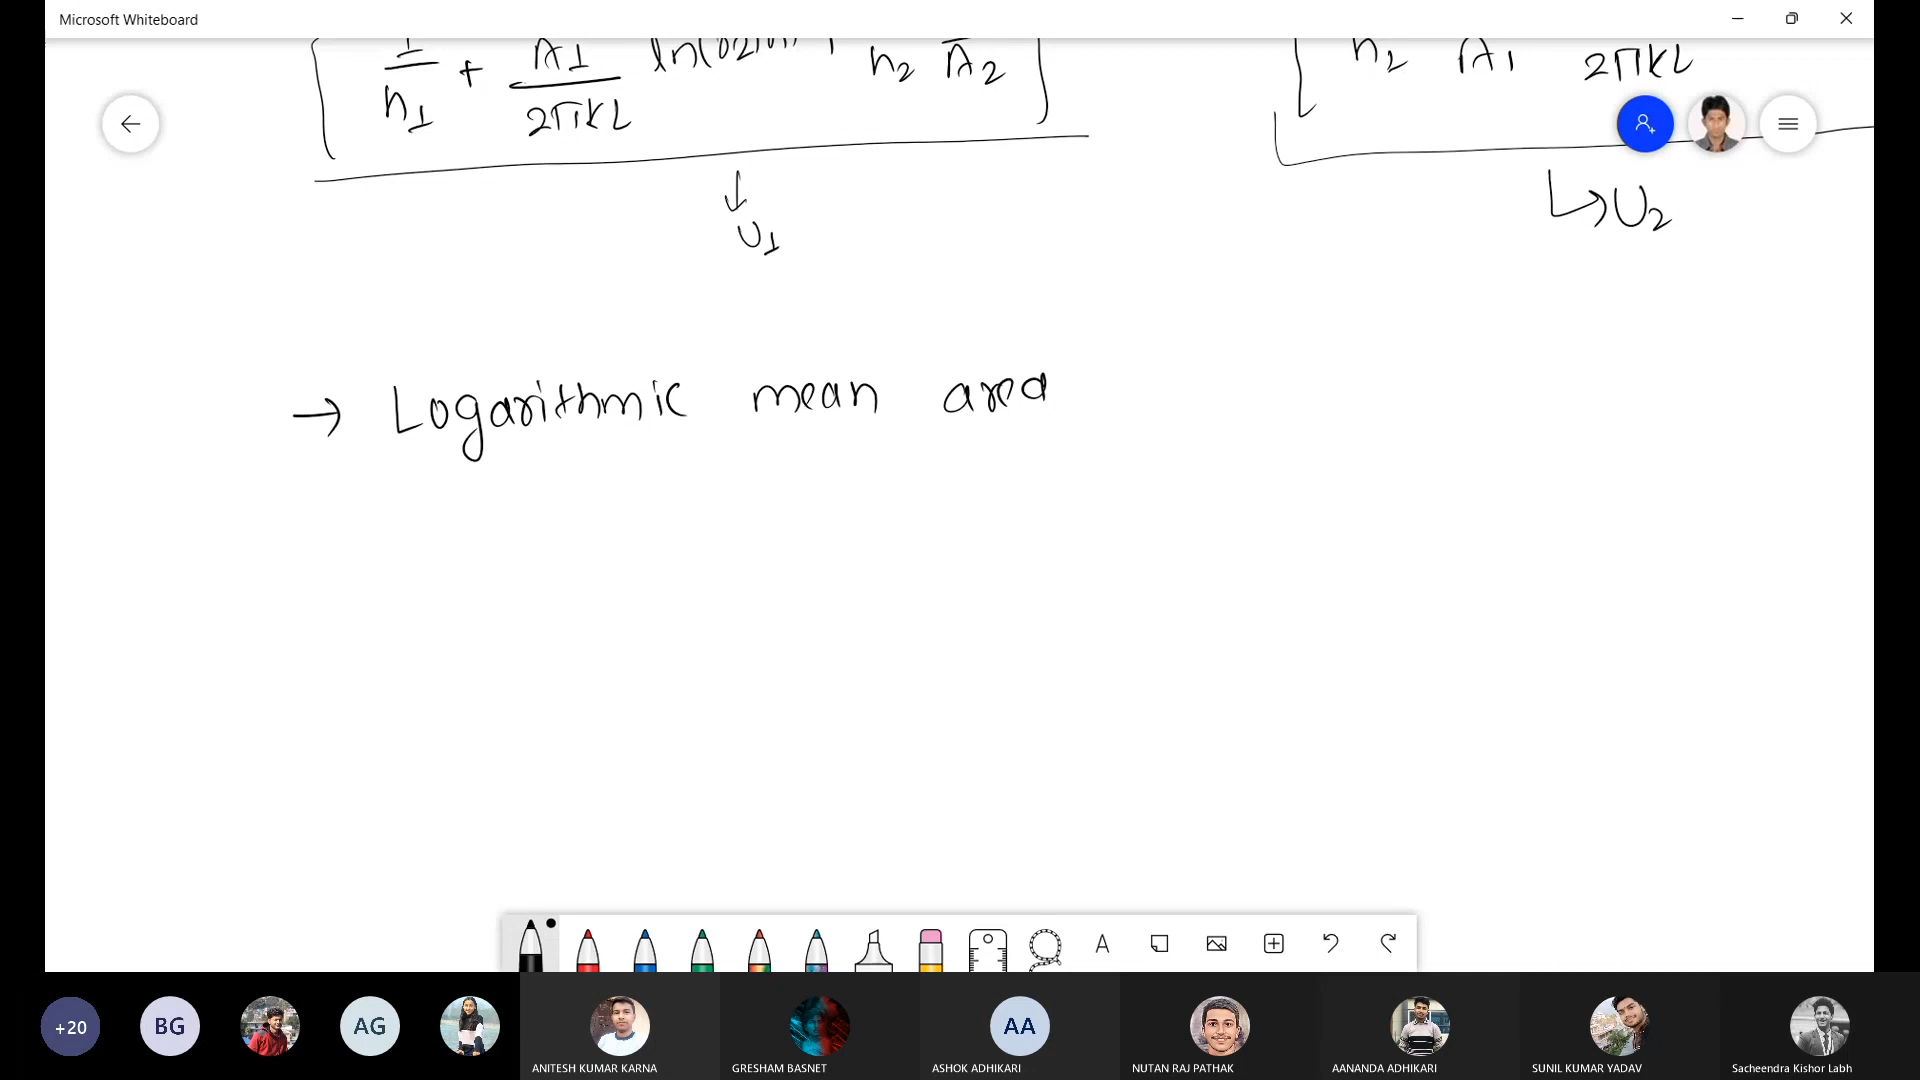 Microsoft Whiteboard
h1 + A1 / 2πKL ln( h2 A2
h2 A1 2πKL
↓ U1
↳ U2
→ Logarithmic mean area
A
+20 BG AG AA
ANITESH KUMAR KARNA GRESHAM BASNET ASHOK ADHIKARI NUTAN RAJ PATHAK AANANDA ADHIKARI SUNIL KUMAR YADAV Sacheendra Kishor Labh